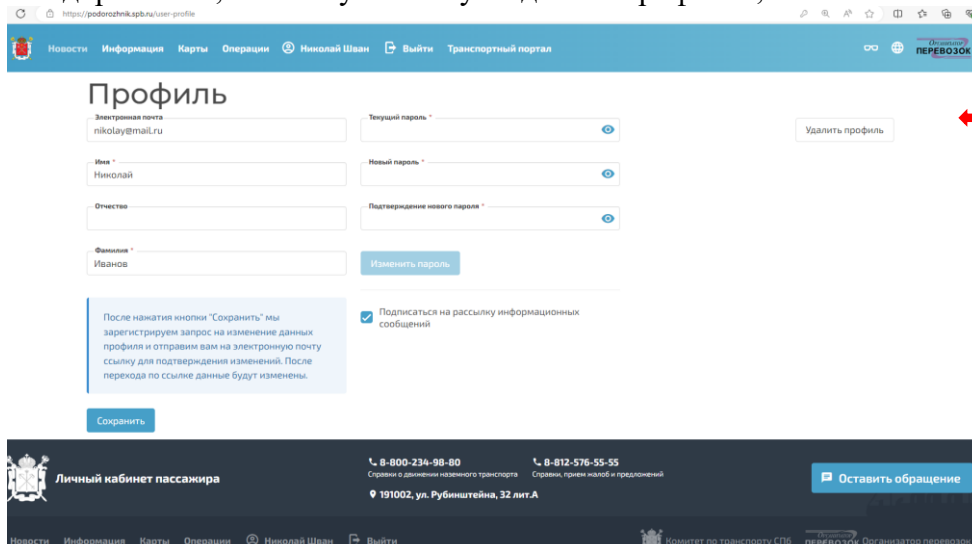 https://podorozhnik.spb.ru/user-profile
Новости Информация Карты Операции Николай Шван Выйти Транспортный портал
Организатор
ПЕРЕВОЗОК
Профиль
Электронная почта
nikolay@mail.ru
Текущий пароль *
Удалить профиль
Имя *
Николай
Новый пароль *
Отчество
Подтверждение нового пароля *
Фамилия *
Иванов
Изменить пароль
После нажатия кнопки "Сохранить" мы
зарегистрируем запрос на изменение данных
профиля и отправим вам на электронную почту
ссылку для подтверждения изменений. После
перехода по ссылке данные будут изменены.
Подписаться на рассылку информационных
сообщений
Сохранить
Личный кабинет пассажира
8-800-234-98-80
Справки о движении наземного транспорта
8-812-576-55-55
Справки, прием жалоб и предложений
191002, ул. Рубинштейна, 32 лит.А
Оставить обращение
Новости Информация Карты Операции Николай Шван Выйти
Комитет по транспорту СПб
ПЕРЕВОЗОК Организатор перевозок